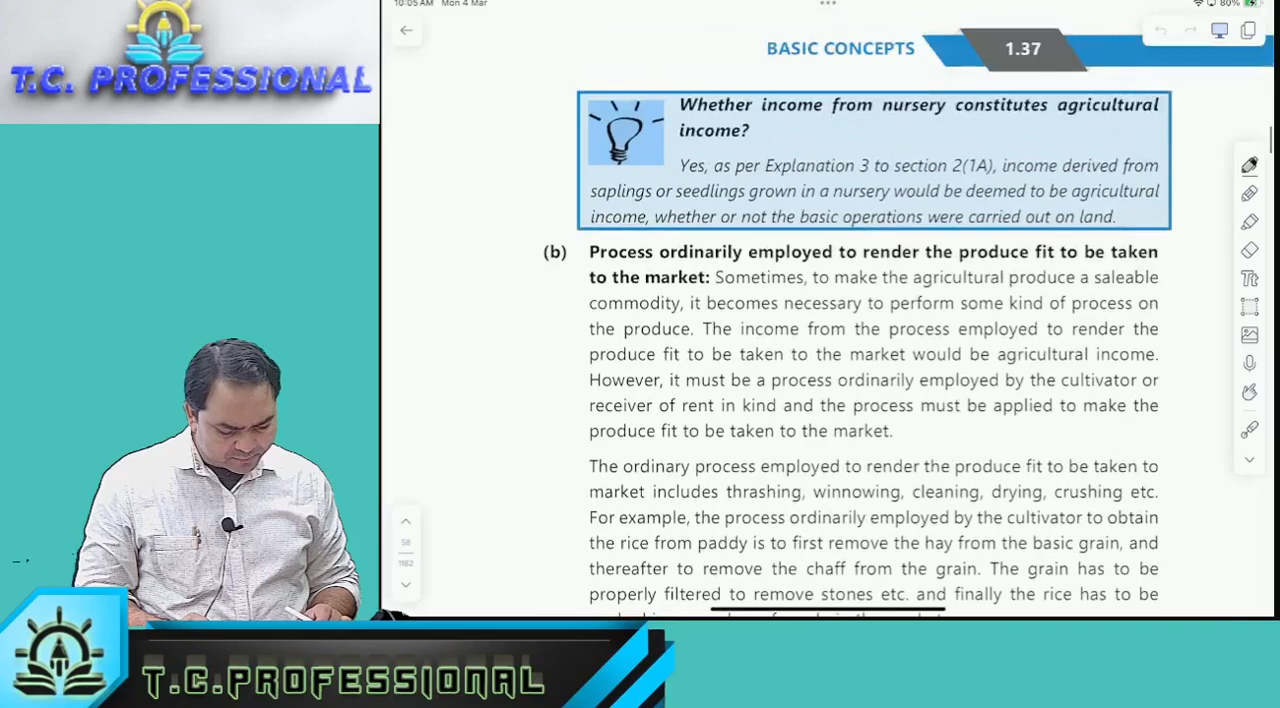 10:05 AM Mon 4 Mar
80%
T.C. PROFESSIONAL
BASIC CONCEPTS
1.37
Whether income from nursery constitutes agricultural
income?
Yes, as per Explanation 3 to section 2(1A), income derived from
saplings or seedlings grown in a nursery would be deemed to be agricultural
income, whether or not the basic operations were carried out on land.
(b) Process ordinarily employed to render the produce fit to be taken
to the market: Sometimes, to make the agricultural produce a saleable
commodity, it becomes necessary to perform some kind of process on
the produce. The income from the process employed to render the
produce fit to be taken to the market would be agricultural income.
However, it must be a process ordinarily employed by the cultivator or
receiver of rent in kind and the process must be applied to make the
produce fit to be taken to the market.
The ordinary process employed to render the produce fit to be taken to
market includes thrashing, winnowing, cleaning, drying, crushing etc.
For example, the process ordinarily employed by the cultivator to obtain
the rice from paddy is to first remove the hay from the basic grain, and
thereafter to remove the chaff from the grain. The grain has to be
properly filtered to remove stones etc. and finally the rice has to be
58
1182
Tt
T.C.PROFESSIONAL